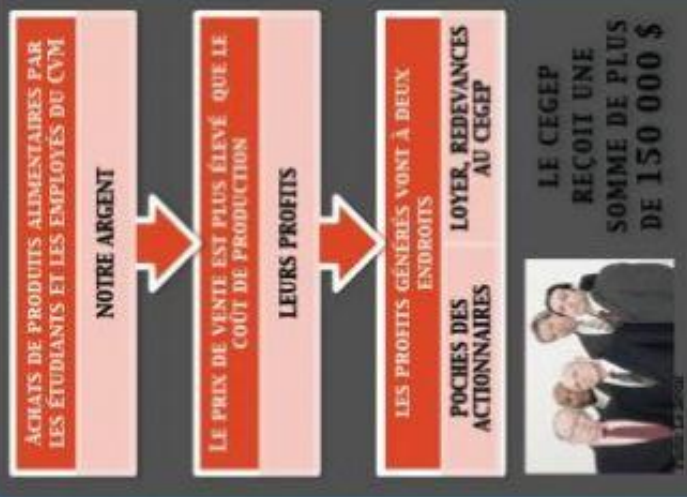 ACHATS DE PRODUITS ALIMENTAIRES PAR
LES ÉTUDIANTS ET LES EMPLOYÉS DU CVM
NOTRE ARGENT
LE PRIX DE VENTE EST PLUS ÉLEVÉ QUE LE
COÛT DE PRODUCTION
LEURS PROFITS
LES PROFITS GÉNÉRÉS VONT À DEUX
ENDROITS
POCHES DES
ACTIONNAIRES
LOYER, REDEVANCES
AU CEGEP
LE CEGEP
REÇOIT UNE
SOMME DE PLUS
DE 150 000 $